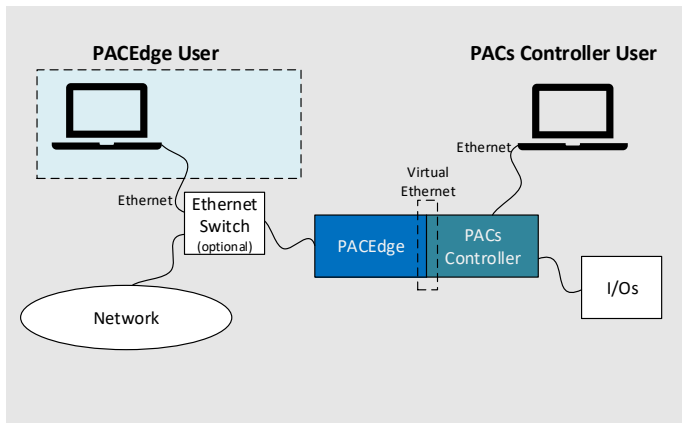 PACEdge User
PACs Controller User
Ethernet
Virtual
Ethernet
Ethernet
Ethernet
Switch
(optional)
PACEdge
PACs
Controller
I/Os
Network